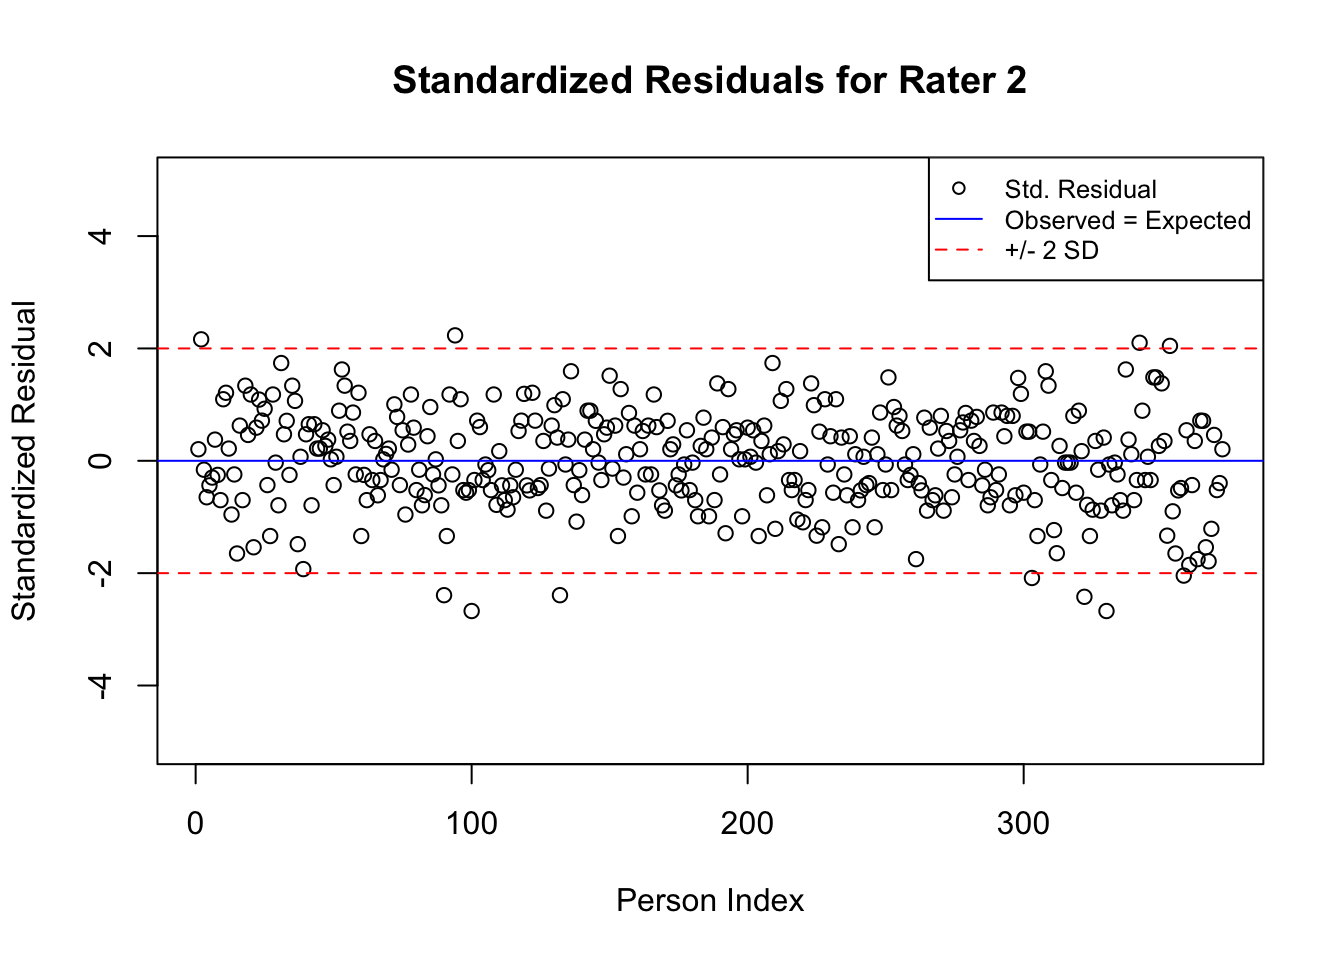 Standardized Residuals for Rater 2
Std. Residual
Observed = Expected
+/- 2 SD
4
2
0
-2
-4
Standardized Residual
0 100 200 300
Person Index